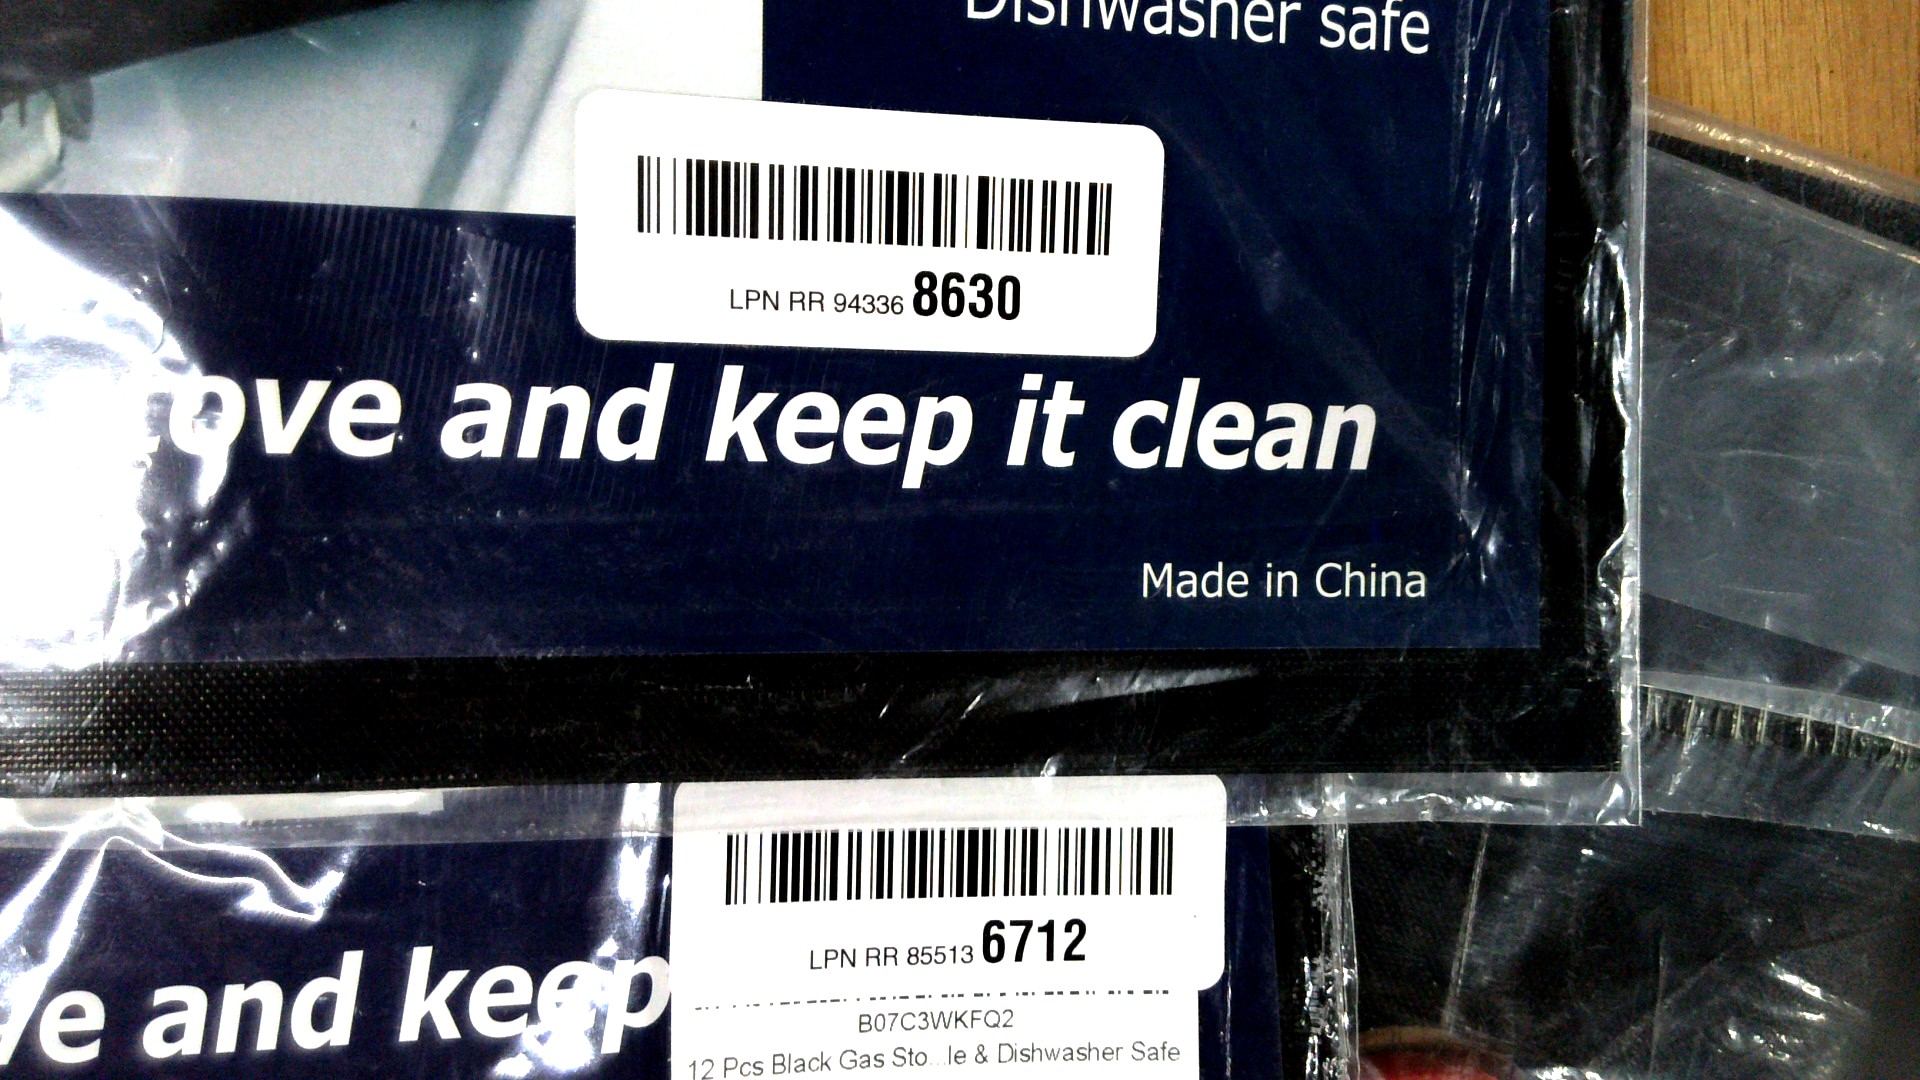 Dishwasher safe
LPN RR 94336 8630
ove and keep it clean
Made in China
LPN RR 85513 6712
e and keep
B07C3WKFQ2
12 Pcs Black Gas Sto...le & Dishwasher Safe